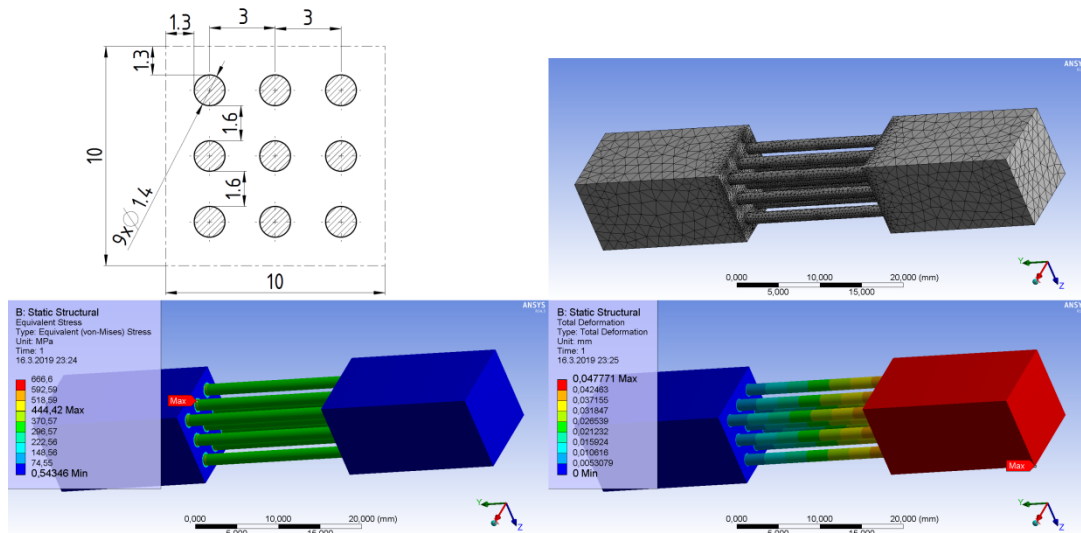 1.3
3
3
1.3
1.6
10
1.6
9x∅1.4
10
ANSYS
0,000
10,000
20,000 (mm)
5,000
15,000
Y
Z
B: Static Structural
Equivalent Stress
Type: Equivalent (von-Mises) Stress
Unit: MPa
Time: 1
16.3.2019 23:24
666,6
592,59
518,59
444,42 Max
370,57
296,57
222,56
148,56
74,55
0,54346 Min
Max
ANSYS
0,000
10,000
20,000 (mm)
5,000
15,000
Y
Z
B: Static Structural
Total Deformation
Type: Total Deformation
Unit: mm
Time: 1
16.3.2019 23:25
0,047771 Max
0,042463
0,037155
0,031847
0,026539
0,021232
0,015924
0,010616
0,0053079
0 Min
Max
ANSYS
0,000
10,000
20,000 (mm)
5,000
15,000
Y
Z